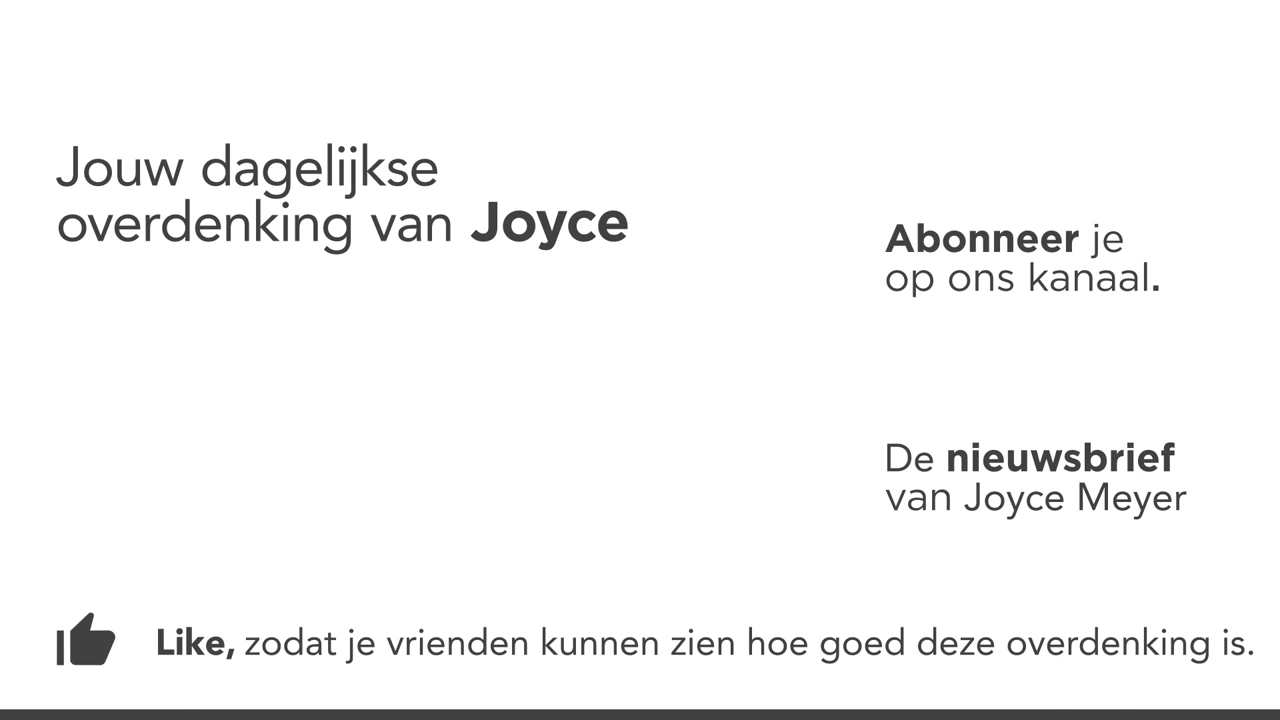 Jouw dagelijkse
overdenking van Joyce
Abonneer je
op ons kanaal.
De nieuwsbrief
van Joyce Meyer
Like, zodat je vrienden kunnen zien hoe goed deze overdenking is.